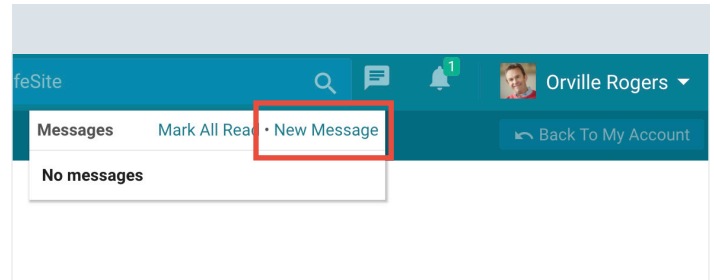 feSite
1
Orville Rogers
Messages Mark All Read • New Message
Back To My Account
No messages